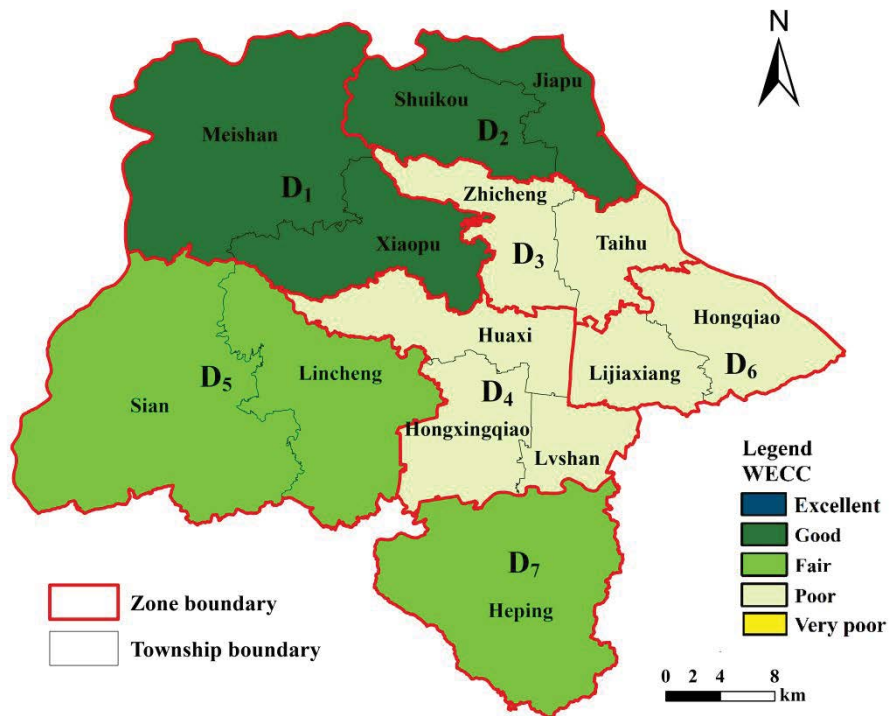 N
Jiapu
Shuikou
D2
Meishan
D1
Zhicheng
Xiaopu
D3
Taihu
Hongqiao
Huaxi
D6
Lijiaxiang
D5
Lincheng
D4
Sian
Hongxingqiao
Lvshan
D7
Heping
Legend
WECC
Excellent
Good
Fair
Poor
Very poor
Zone boundary
Township boundary
0 2 4 8
km